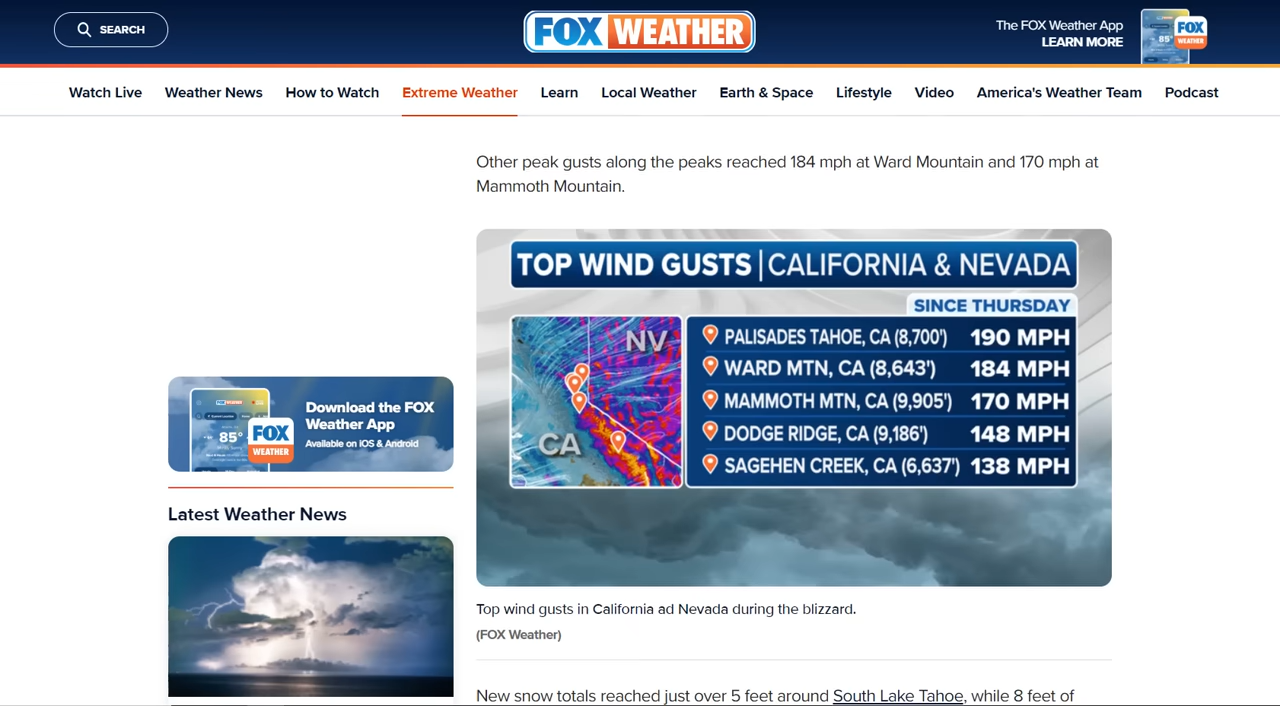 SEARCH
FOX WEATHER
The FOX Weather App
LEARN MORE
85°
FOX
WEATHER
Watch Live Weather News How to Watch Extreme Weather Learn Local Weather Earth & Space Lifestyle Video America's Weather Team Podcast
Other peak gusts along the peaks reached 184 mph at Ward Mountain and 170 mph at
Mammoth Mountain.
TOP WIND GUSTS | CALIFORNIA & NEVADA
SINCE THURSDAY
NV
CA
PALISADES TAHOE, CA (8,700') 190 MPH
WARD MTN, CA (8,643') 184 MPH
MAMMOTH MTN, CA (9,905') 170 MPH
DODGE RIDGE, CA (9,186') 148 MPH
SAGEHEN CREEK, CA (6,637') 138 MPH
Top wind gusts in California ad Nevada during the blizzard.
(FOX Weather)
New snow totals reached just over 5 feet around South Lake Tahoe, while 8 feet of
85°
FOX
WEATHER
Download the FOX
Weather App
Available on iOS & Android
Latest Weather News